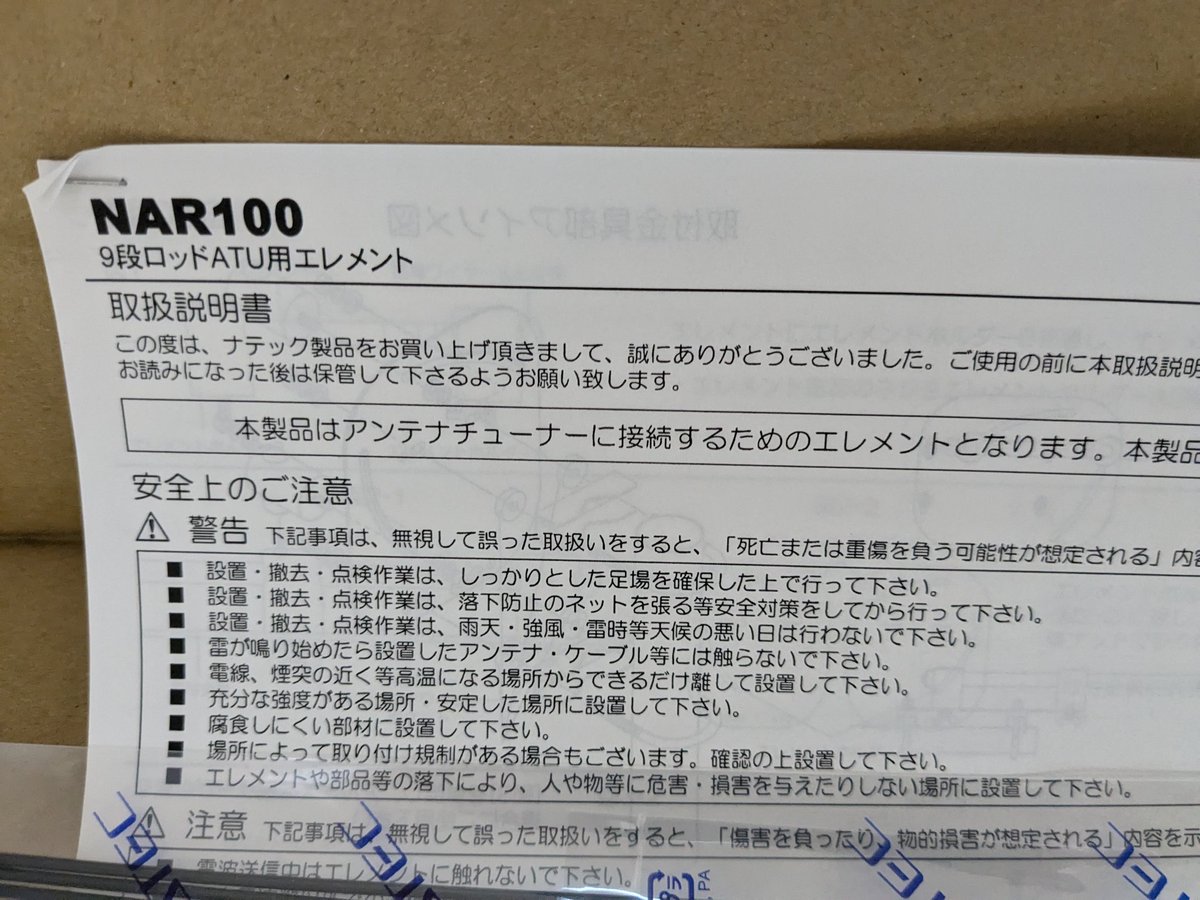 NAR100
9段ロッドATU用エレメント
取扱説明書
この度は、ナテック製品をお買い上げ頂きまして、誠にありがとうございました。ご使用の前に本取扱説明
お読みになった後は保管して下さるようお願い致します。
本製品はアンテナチューナーに接続するためのエレメントとなります。本製品
安全上のご注意
⚠ 警告 下記事項は、無視して誤った取扱いをすると、「死亡または重傷を負う可能性が想定される」内容
■ 設置・撤去・点検作業は、しっかりとした足場を確保した上で行って下さい。
■ 設置・撤去・点検作業は、落下防止のネットを張る等安全対策をしてから行って下さい。
■ 設置・撤去・点検作業は、雨天・強風・雷時等天候の悪い日は行わないで下さい。
■ 雷が鳴り始めたら設置したアンテナ・ケーブル等には触らないで下さい。
■ 電線、煙突の近く等高温になる場所からできるだけ離して設置して下さい。
■ 充分な強度がある場所・安定した場所に設置して下さい。
■ 腐食しにくい部材に設置して下さい。
■ 場所によって取り付け規制がある場合もございます。確認の上設置して下さい。
■ エレメントや部品等の落下により、人や物等に危害・損害を与えたりしない場所に設置して下さい。
⚠ 注意 下記事項は、無視して誤った取扱いをすると、「傷害を負ったり、物的損害が想定される」内容を示
■ 電波送信中はエレメントに触れないで下さい。
プラ